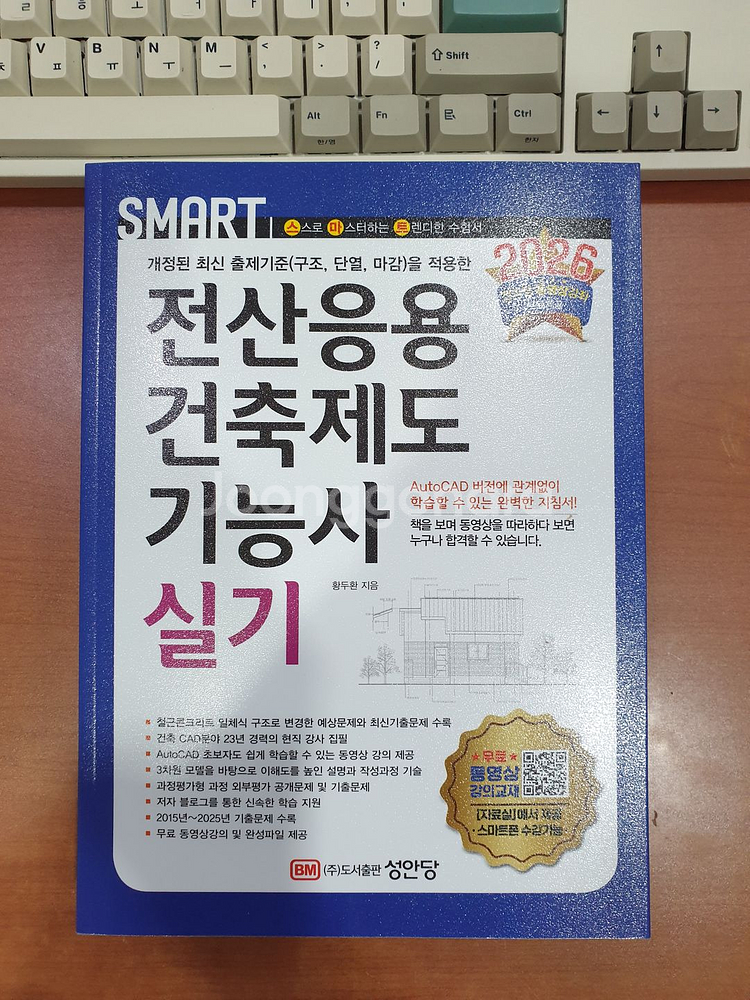 V ㅍ B ㅠ N ㅜ M ㅡ < , > . ? / ⇧ Shift ↑
Alt 한/영 Fn Ctrl 한자 ← ↓ →
SMART 스스로 마스터하는 트렌디한 수험서
개정된 최신 출제기준(구조, 단열, 마감)을 적용한
2026
전산응용
건축제도
기능사
실기
AutoCAD 버전에 관계없이
학습할 수 있는 완벽한 지침서!
책을 보며 동영상을 따라하다 보면
누구나 합격할 수 있습니다.
황두환 지음
철근콘크리트 일체식 구조로 변경한 예상문제와 최신기출문제 수록
건축 CAD분야 23년 경력의 현직 강사 집필
AutoCAD 초보자도 쉽게 학습할 수 있는 동영상 강의 제공
3차원 모델을 바탕으로 이해도를 높인 설명과 작성과정 기술
과정평가형 과정 외부평가 공개문제 및 기출문제
저자 블로그를 통한 신속한 학습 지원
2015년~2025년 기출문제 수록
무료 동영상강의 및 완성파일 제공
★무료★
동영상
강의교재
[자료실]에서 제공
· 스마트폰 수강가능
BM (주)도서출판 성안당